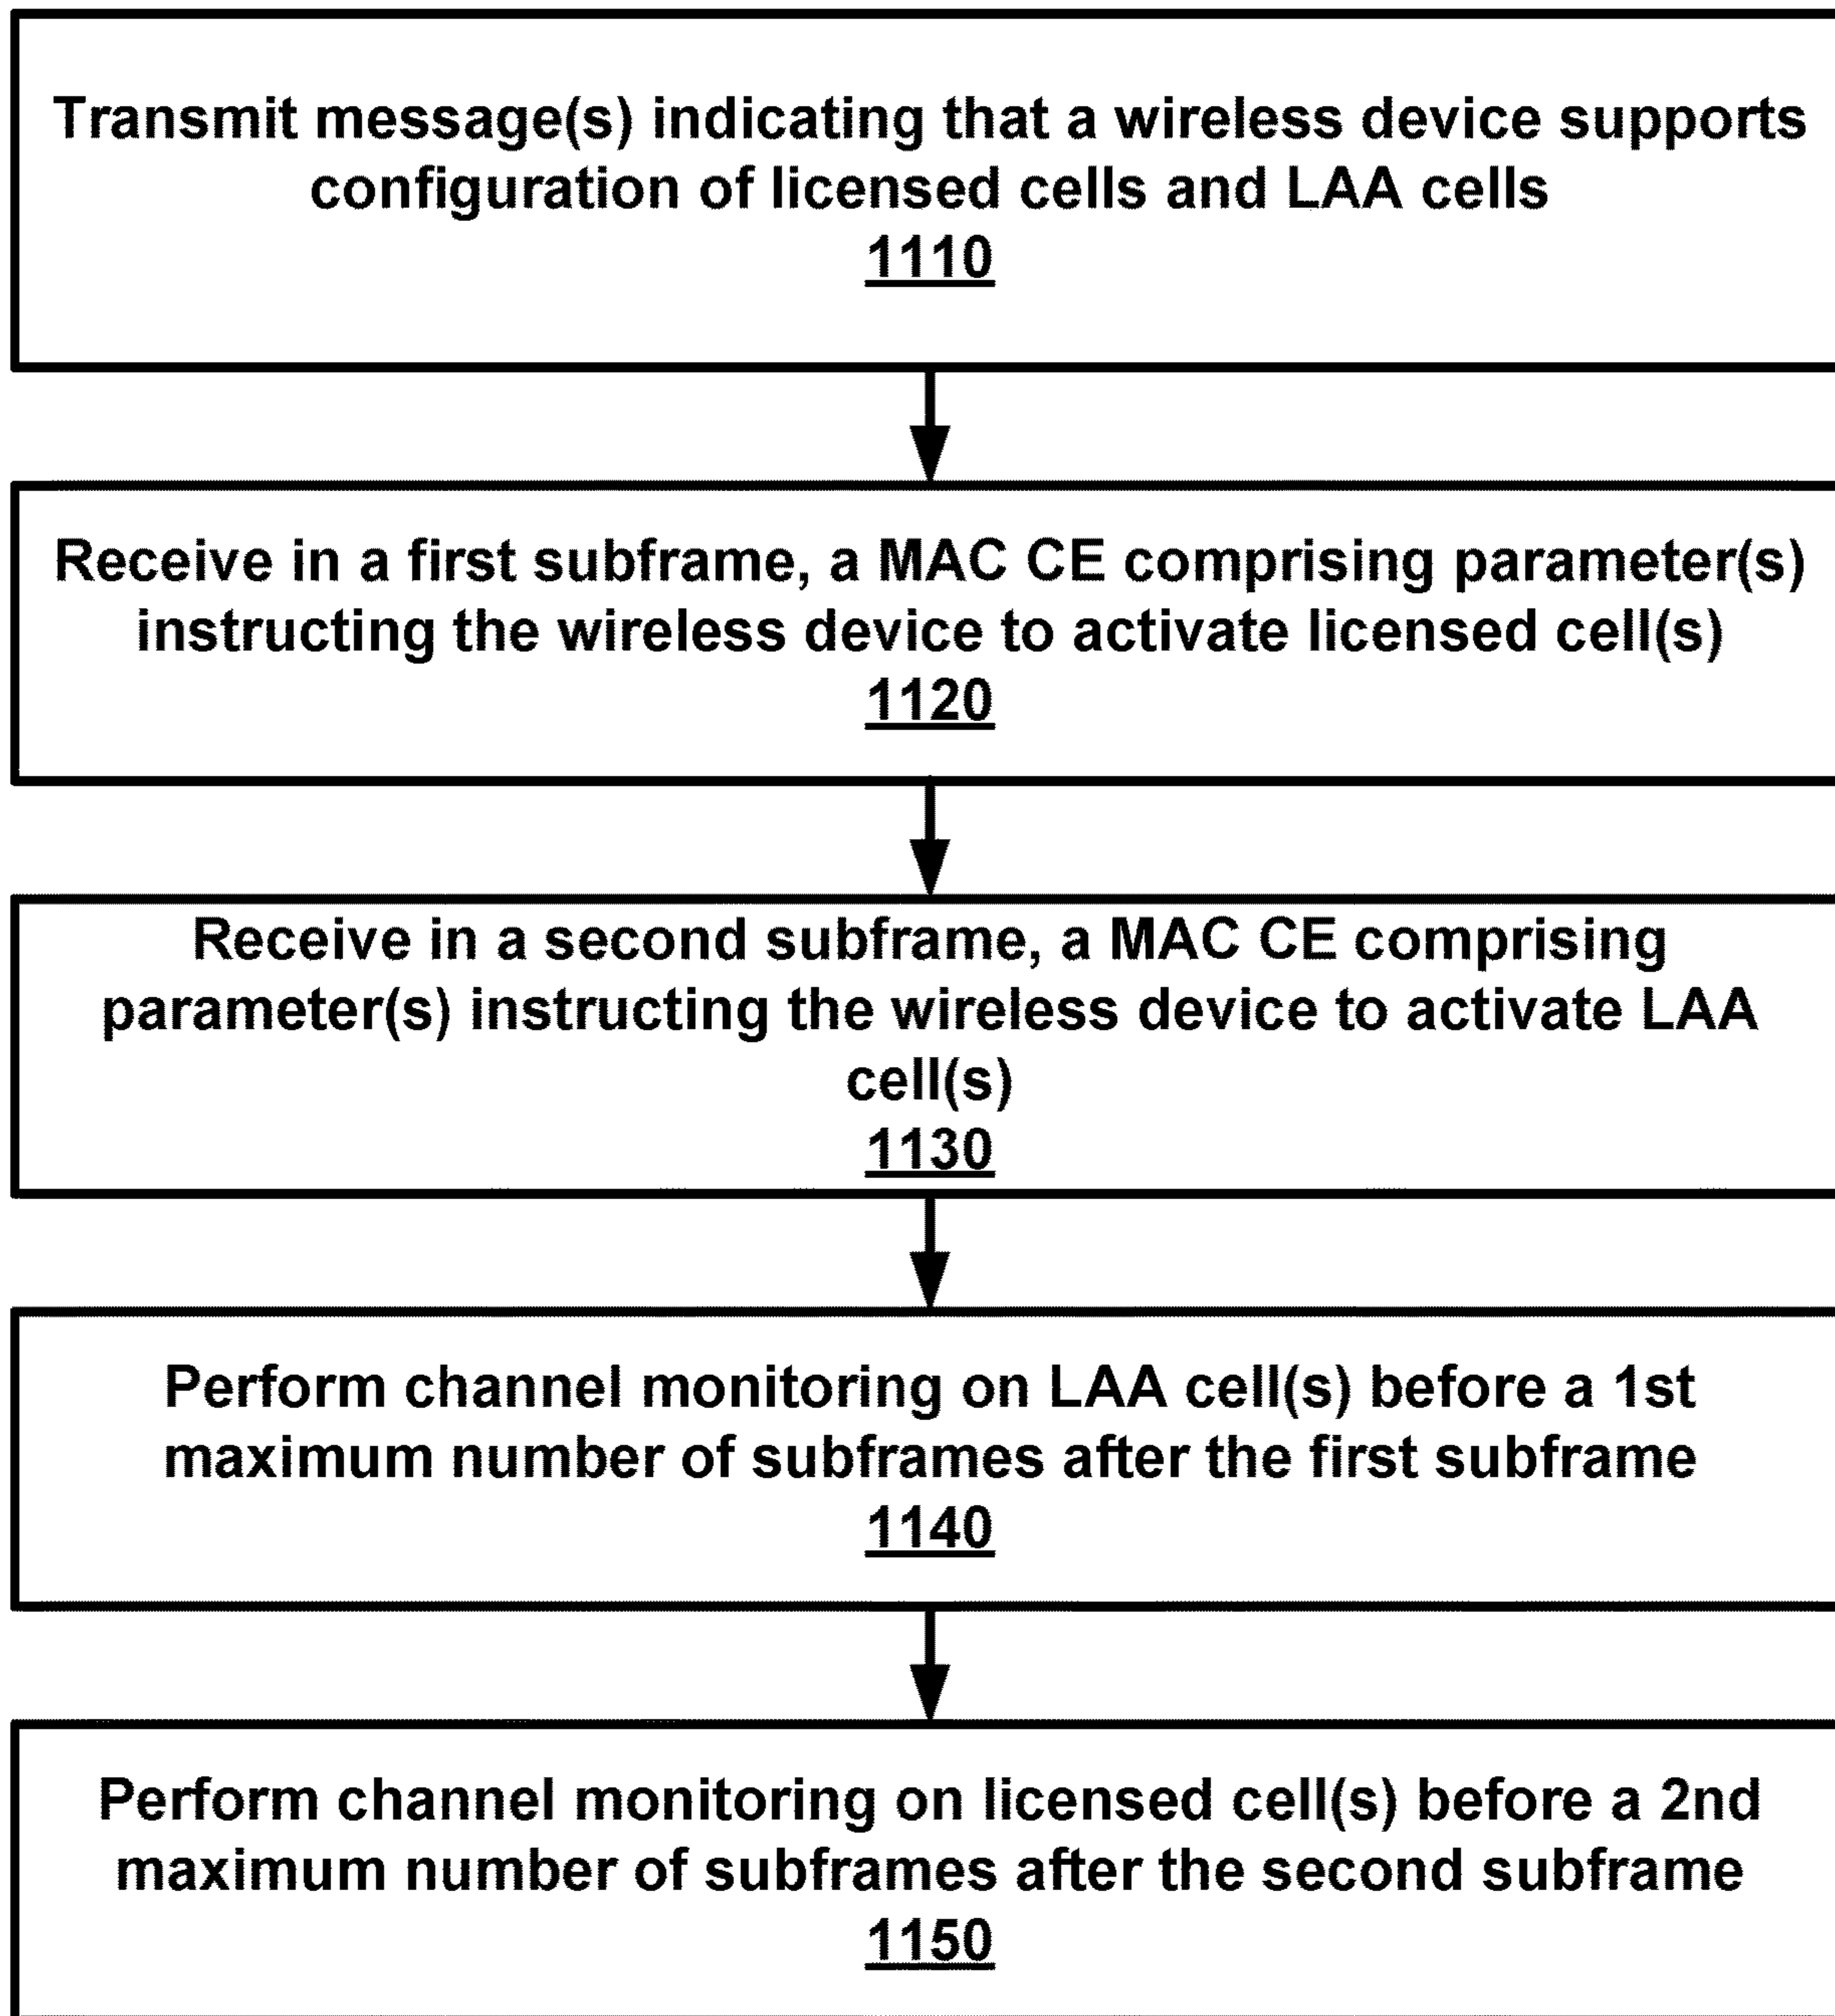 Transmit message(s) indicating that a wireless device supports
configuration of licensed cells and LAA cells
1110
Receive in a first subframe, a MAC CE comprising parameter(s)
instructing the wireless device to activate licensed cell(s)
1120
Receive in a second subframe, a MAC CE comprising
parameter(s) instructing the wireless device to activate LAA
cell(s)
1130
Perform channel monitoring on LAA cell(s) before a 1st
maximum number of subframes after the first subframe
1140
Perform channel monitoring on licensed cell(s) before a 2nd
maximum number of subframes after the second subframe
1150